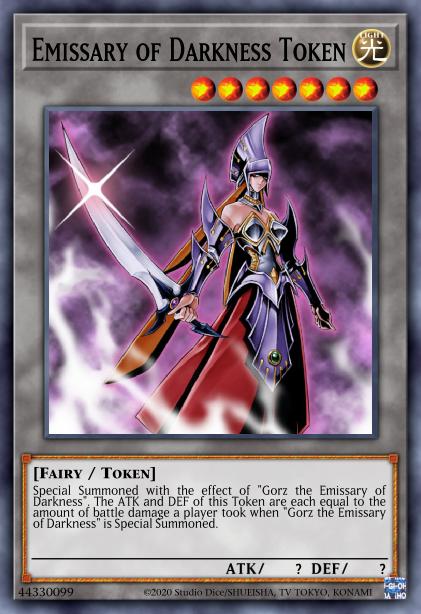 EMISSARY OF DARKNESS TOKEN
LIGHT
光
[FAIRY / TOKEN]
Special Summoned with the effect of "Gorz the Emissary of
Darkness". The ATK and DEF of this Token are each equal to the
amount of battle damage a player took when "Gorz the Emissary
of Darkness" is Special Summoned.
ATK/ ? DEF/ ?
44330099
©2020 Studio Dice/SHUEISHA, TV TOKYO, KONAMI